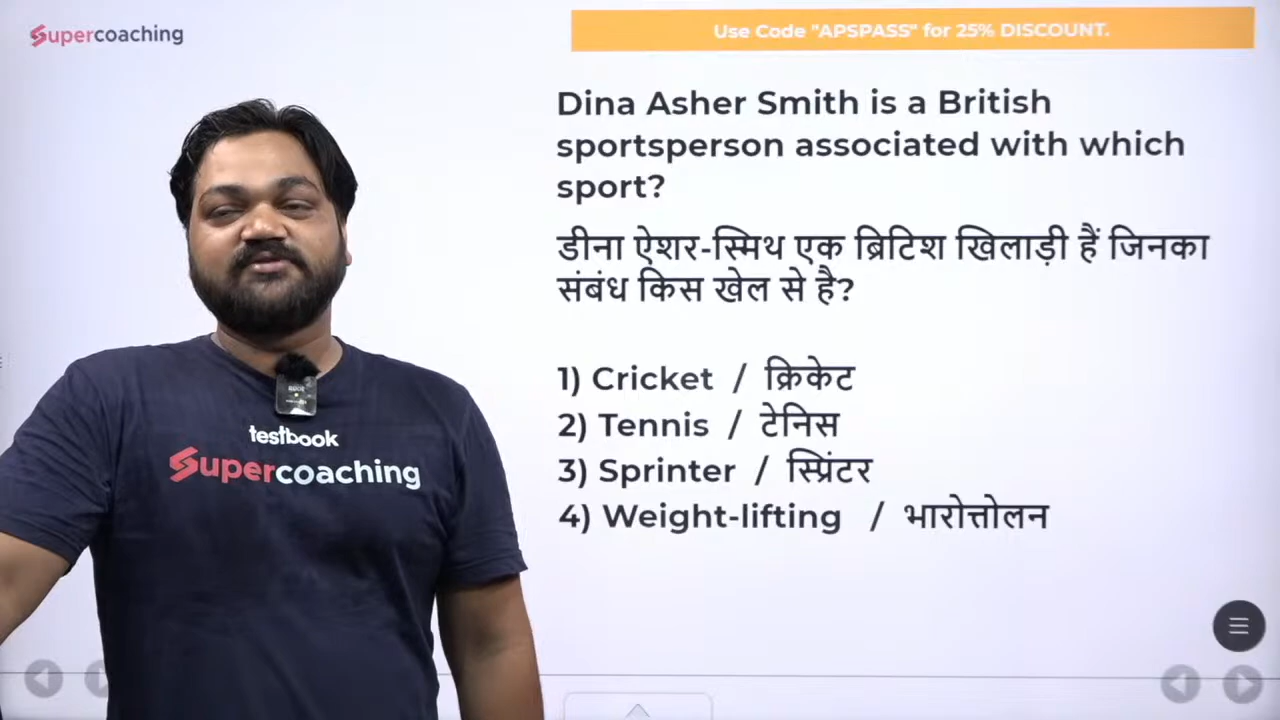 Supercoaching
Use Code "APSPASS" for 25% DISCOUNT.
Dina Asher Smith is a British
sportsperson associated with which
sport?
डीना ऐशर-स्मिथ एक ब्रिटिश खिलाड़ी हैं जिनका
संबंध किस खेल से है?
1) Cricket / क्रिकेट
2) Tennis / टेनिस
3) Sprinter / स्प्रिंटर
4) Weight-lifting / भारोत्तोलन
testbook
Supercoaching